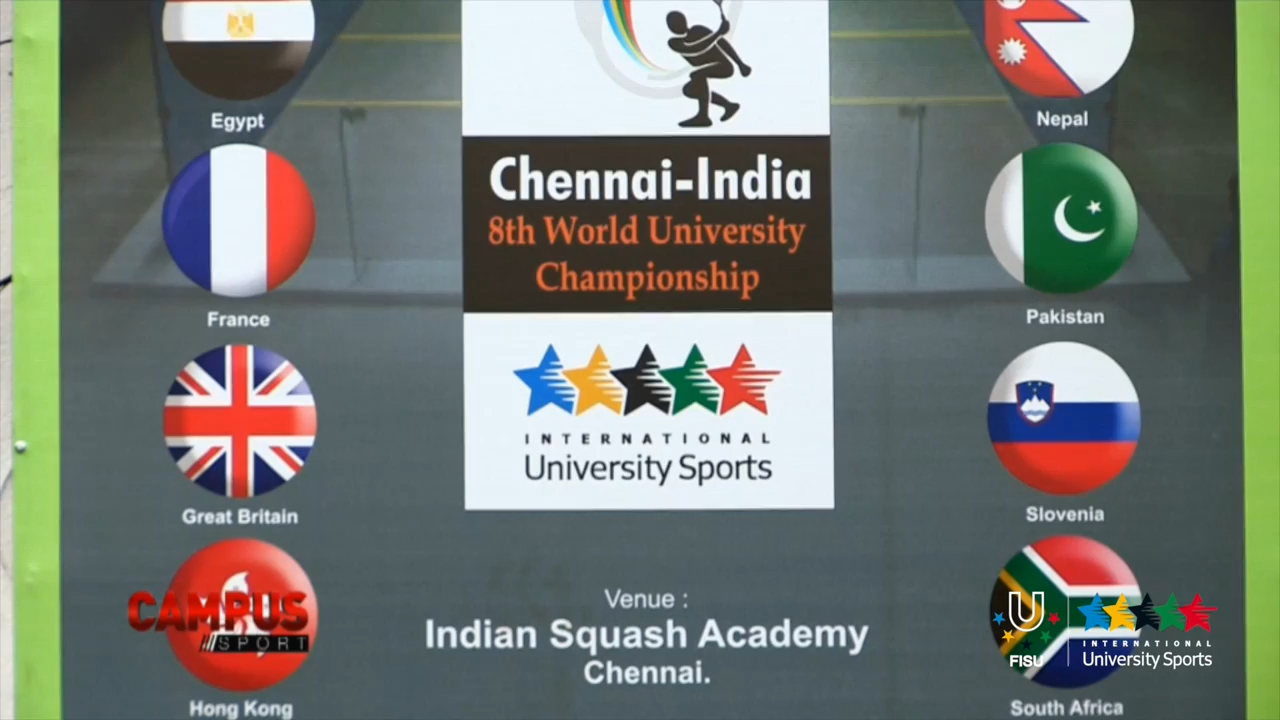 Egypt
Nepal
Chennai-India
8th World University
Championship
France
Pakistan
INTERNATIONAL
University Sports
Great Britain
Slovenia
Venue :
Indian Squash Academy
Chennai.
CAMPUS
SPORT
U
FISU
INTERNATIONAL
University Sports
Hong Kong
South Africa